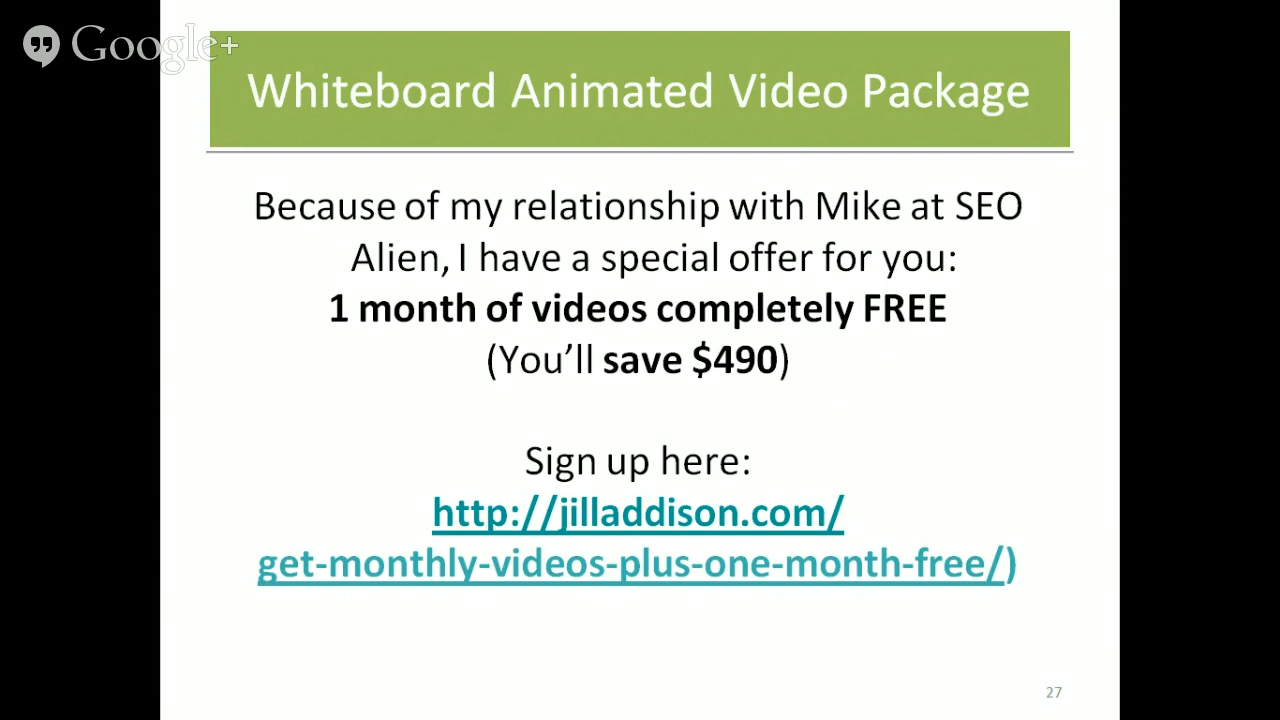 Google+
Whiteboard Animated Video Package
Because of my relationship with Mike at SEO
Alien, I have a special offer for you:
1 month of videos completely FREE
(You’ll save $490)
Sign up here:
http://jilladdison.com/
get-monthly-videos-plus-one-month-free/)
27